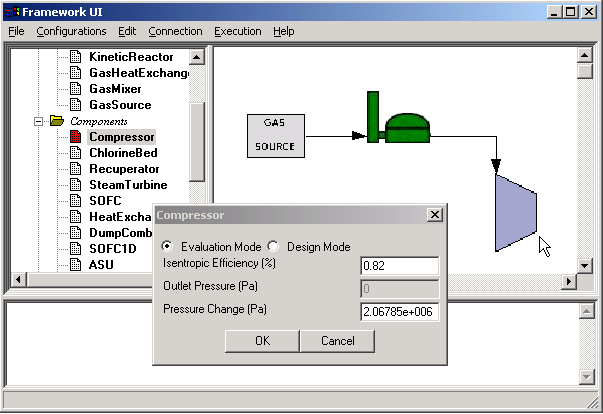 Framework UI
File Configurations Edit Connection Execution Help
KineticReactor
GasHeatExchange
GasMixer
GasSource
Components
Compressor
ChlorineBed
Recuperator
SteamTurbine
SOFC
HeatExcha
DumpComb
SOFC1D
ASU
GAS
SOURCE
Compressor
Evaluation Mode Design Mode
Isentropic Efficiency (%) 0.82
Outlet Pressure (Pa) 0
Pressure Change (Pa) 2.06785e+006
OK Cancel